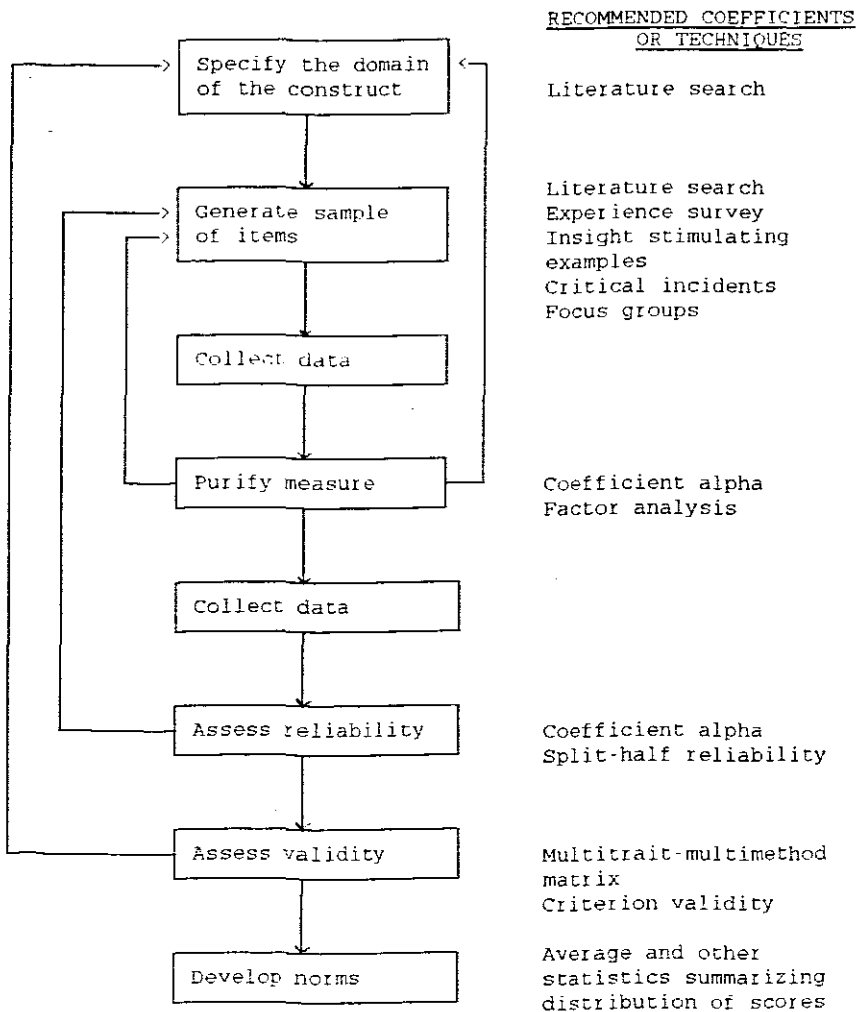 RECOMMENDED COEFFICIENTS
OR TECHNIQUES
Specify the domain
of the construct
Literature search
Generate sample
of items
Literature search
Experience survey
Insight stimulating
examples
Critical incidents
Focus groups
Collect data
Purify measure
Coefficient alpha
Factor analysis
Collect data
Assess reliability
Coefficient alpha
Split-half reliability
Assess validity
Multitrait-multimethod
matrix
Criterion validity
Develop norms
Average and other
statistics summarizing
distribution of scores